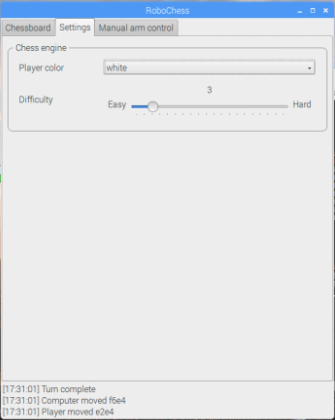 RoboChess
Chessboard Settings Manual arm control
Chess engine
Player color white
3
Difficulty Easy Hard
[17:31:01] Turn complete
[17:31:01] Computer moved f6e4
[17:31:01] Player moved e2e4